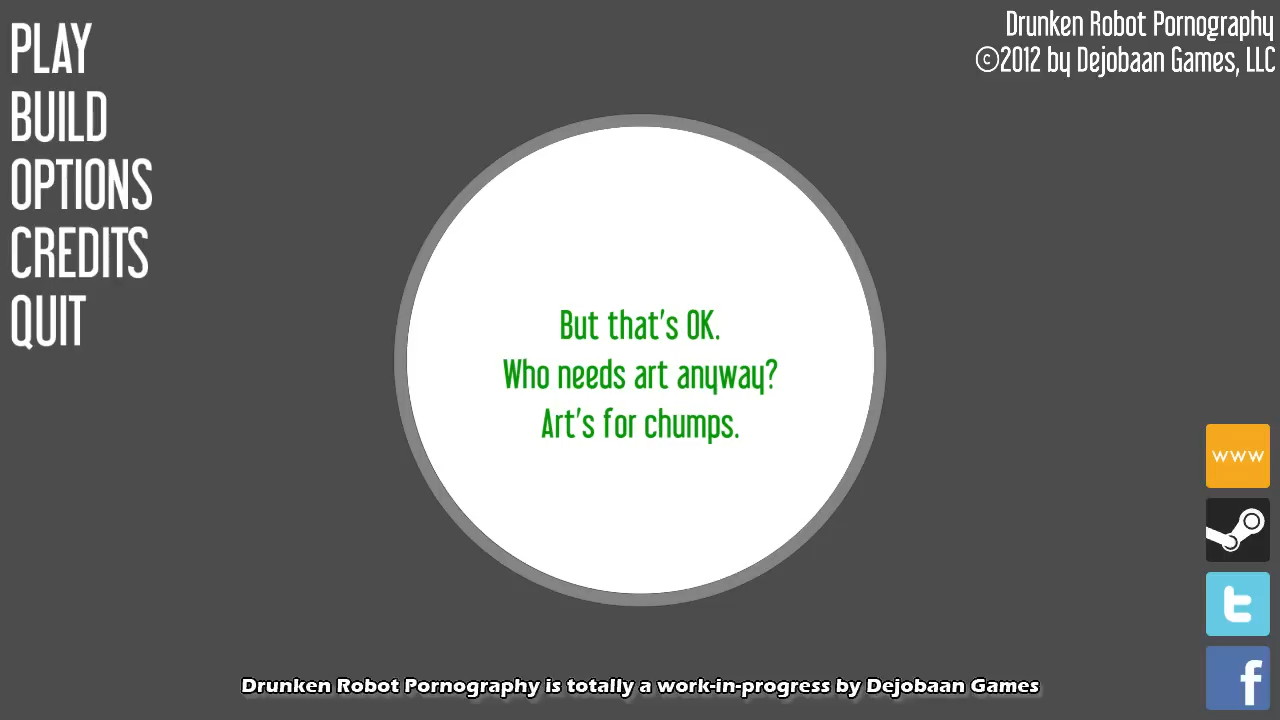 PLAY
BUILD
OPTIONS
CREDITS
QUIT
Drunken Robot Pornography
©2012 by Dejobaan Games, LLC
But that's OK.
Who needs art anyway?
Art's for chumps.
www
t
f
Drunken Robot Pornography is totally a work-in-progress by Dejobaan Games